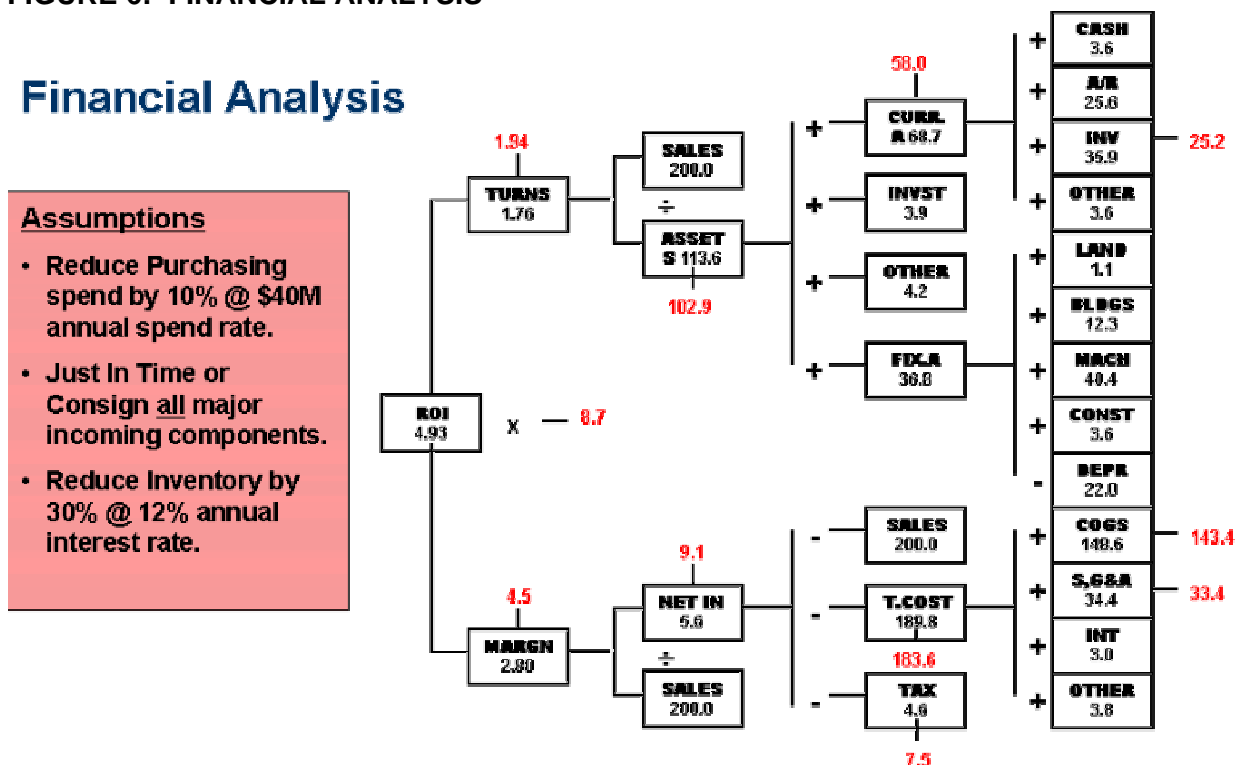 FINANCIAL ANALYSIS
Financial Analysis
Assumptions
• Reduce Purchasing
spend by 10% @ $40M
annual spend rate.
• Just In Time or
Consign all major
incoming components.
• Reduce Inventory by
30% @ 12% annual
interest rate.
ROI
4.93
x
8.7
1.94
TURNS
1.76
4.5
MARGN
2.80
SALES
200.0
÷
ASSET
S 113.6
102.9
9.1
NET IN
5.6
÷
SALES
200.0
58.0
+
CURR.
A 68.7
+
INVST
3.9
+
OTHER
4.2
+
FIX.A
36.8
-
SALES
200.0
-
T.COST
189.8
183.6
-
TAX
4.6
7.5
+
CASH
3.6
+
A/R
25.6
+
INV
35.9
25.2
+
OTHER
3.6
+
LAND
1.1
+
BLDGS
12.3
+
MACH
40.4
+
CONST
3.6
-
DEPR
22.0
+
COGS
148.6
143.4
+
S,G&A
34.4
33.4
+
INT
3.0
+
OTHER
3.8